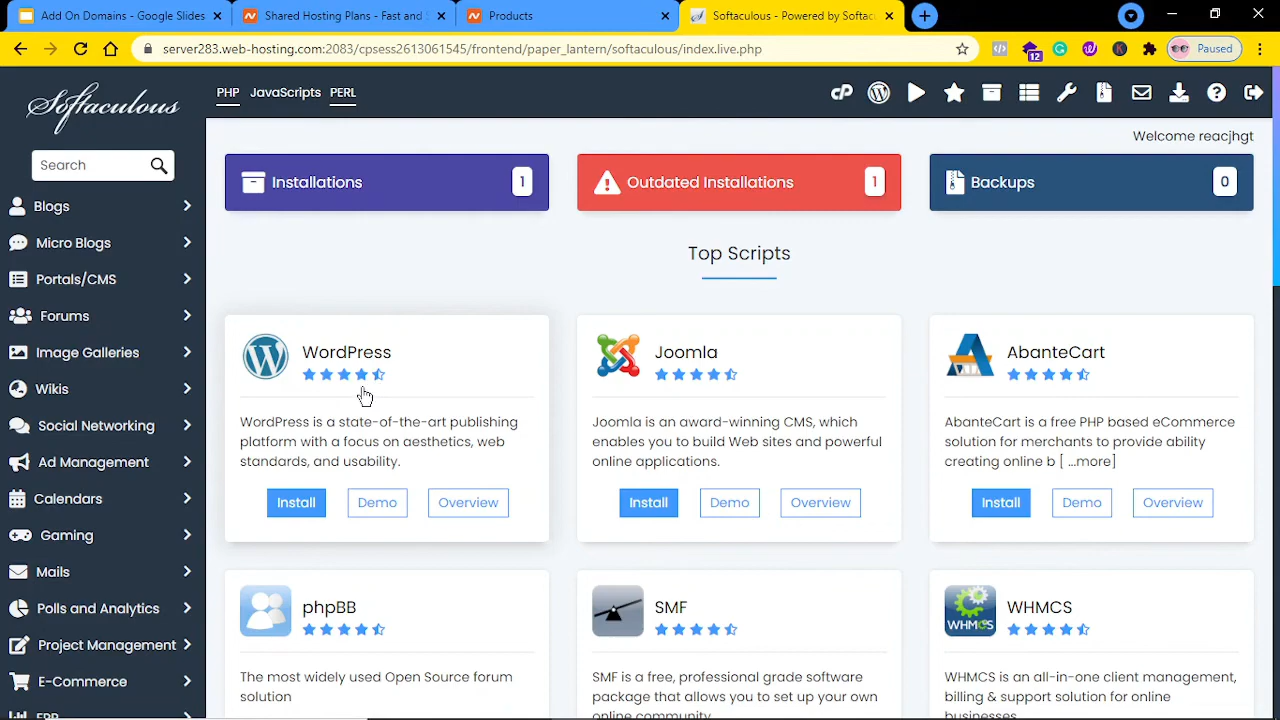 Add On Domains - Google Slides
Shared Hosting Plans - Fast and S
Products
Softaculous - Powered by Softac
server283.web-hosting.com:2083/cpsess2613061545/frontend/paper_lantern/softaculous/index.live.php
12
Paused
Softaculous
PHP
JavaScripts
PERL
Welcome reacjhgt
Search
Installations
1
Outdated Installations
1
Backups
0
Blogs
Micro Blogs
Portals/CMS
Forums
Image Galleries
Wikis
Social Networking
Ad Management
Calendars
Gaming
Mails
Polls and Analytics
Project Management
E-Commerce
ERP
Top Scripts
WordPress
WordPress is a state-of-the-art publishing
platform with a focus on aesthetics, web
standards, and usability.
Install
Demo
Overview
Joomla
Joomla is an award-winning CMS, which
enables you to build Web sites and powerful
online applications.
Install
Demo
Overview
AbanteCart
AbanteCart is a free PHP based eCommerce
solution for merchants to provide ability
creating online b [ ...more]
Install
Demo
Overview
phpBB
The most widely used Open Source forum
solution
SMF
SMF is a free, professional grade software
package that allows you to set up your own
online community
WHMCS
WHMCS
WHMCS is an all-in-one client management,
billing & support solution for online
businesses